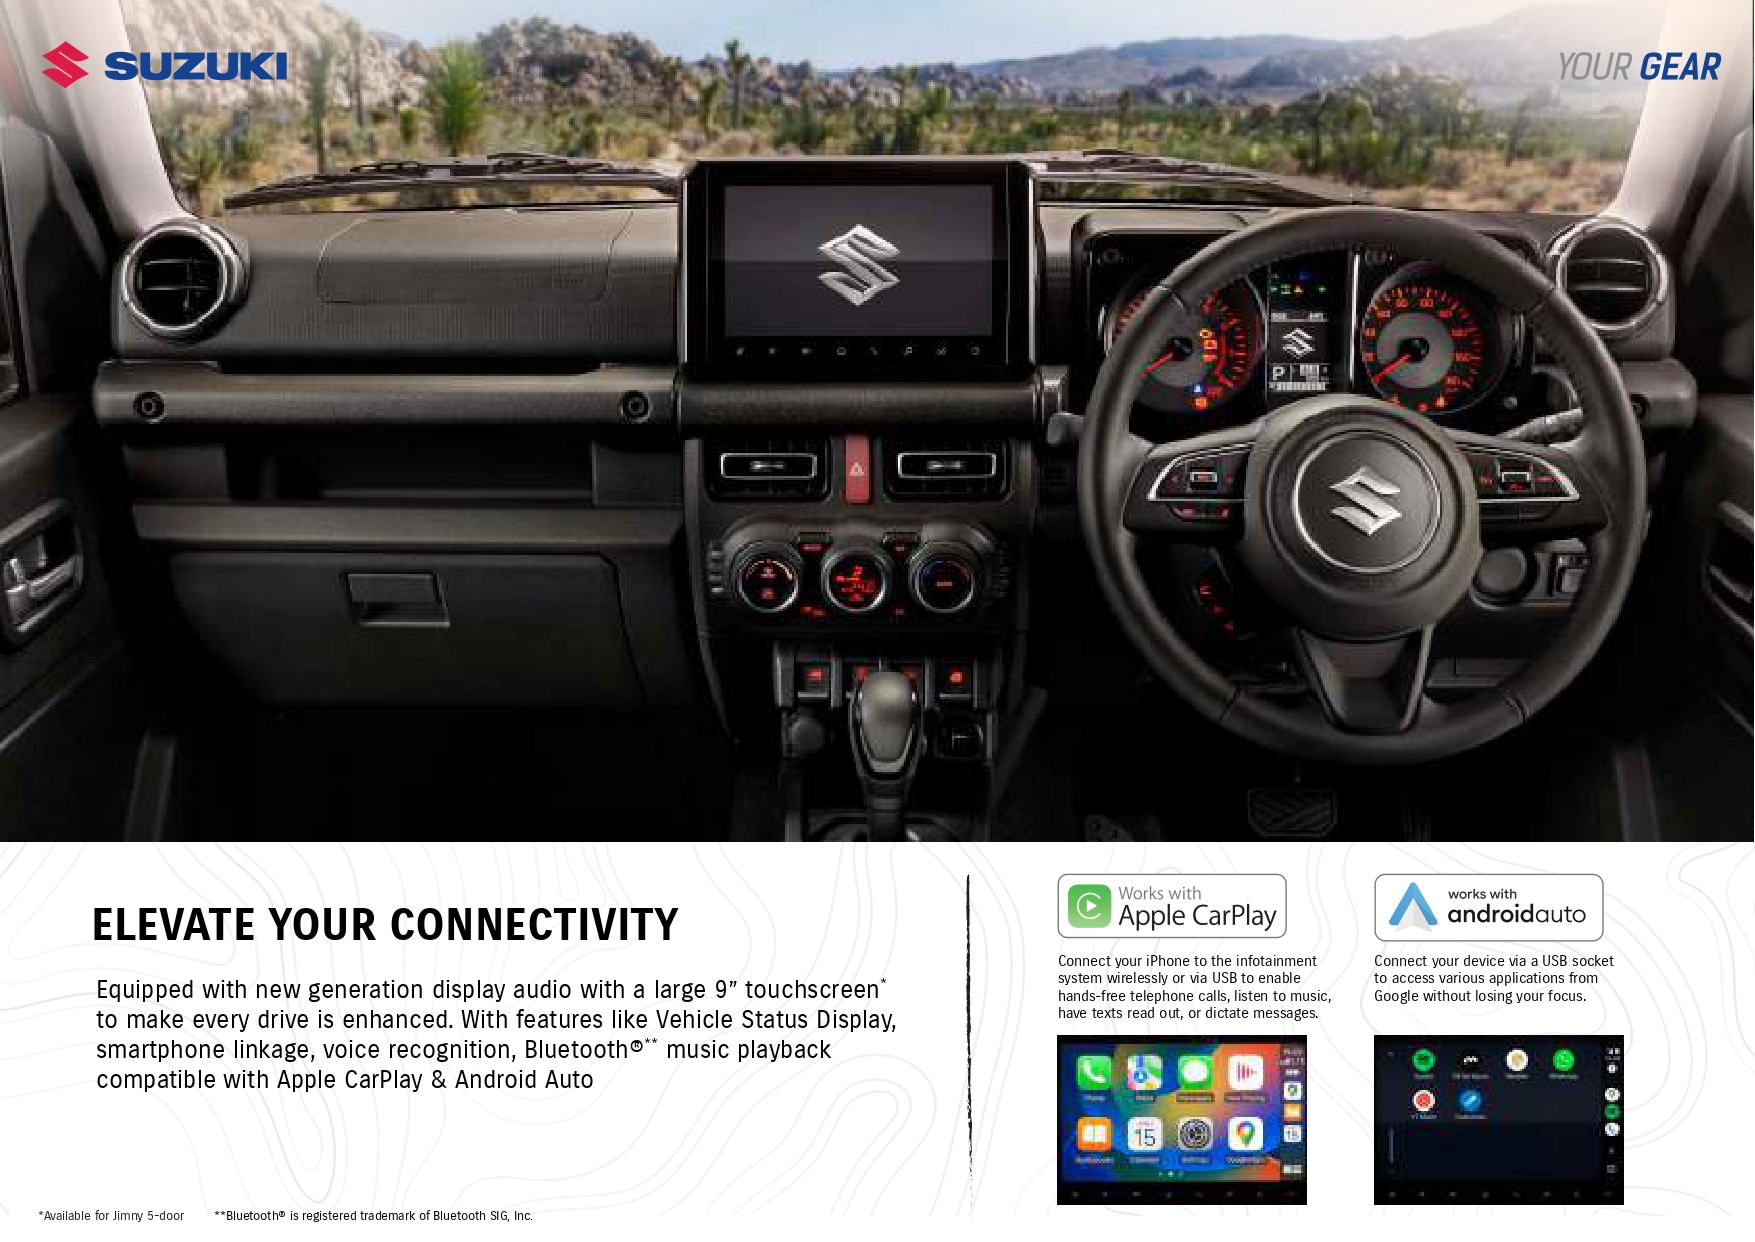 SUZUKI
YOUR GEAR
P
ELEVATE YOUR CONNECTIVITY
Equipped with new generation display audio with a large 9” touchscreen*
to make every drive is enhanced. With features like Vehicle Status Display,
smartphone linkage, voice recognition, Bluetooth®** music playback
compatible with Apple CarPlay & Android Auto
Works with
Apple CarPlay
Connect your iPhone to the infotainment
system wirelessly or via USB to enable
hands-free telephone calls, listen to music,
have texts read out, or dictate messages.
15
15
works with
androidauto
Connect your device via a USB socket
to access various applications from
Google without losing your focus.
*Available for Jimny 5-door
**Bluetooth® is registered trademark of Bluetooth SIG, Inc.